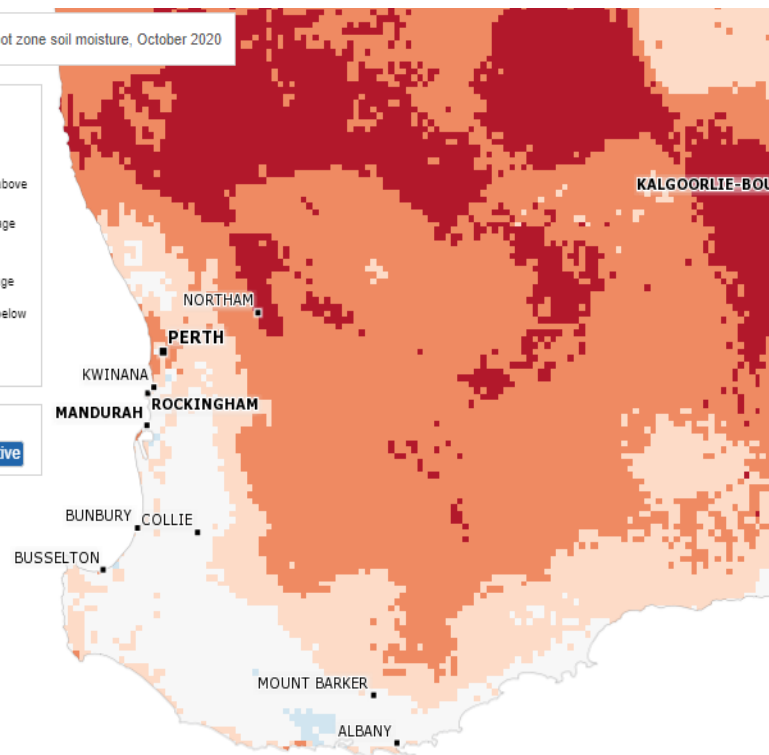 ot zone soil moisture, October 2020
bove
ge
ge
elow
ive
KALGOORLIE-BOU
NORTHAM
PERTH
KWINANA
ROCKINGHAM
MANDURAH
BUNBURY
COLLIE
BUSSELTON
MOUNT BARKER
ALBANY